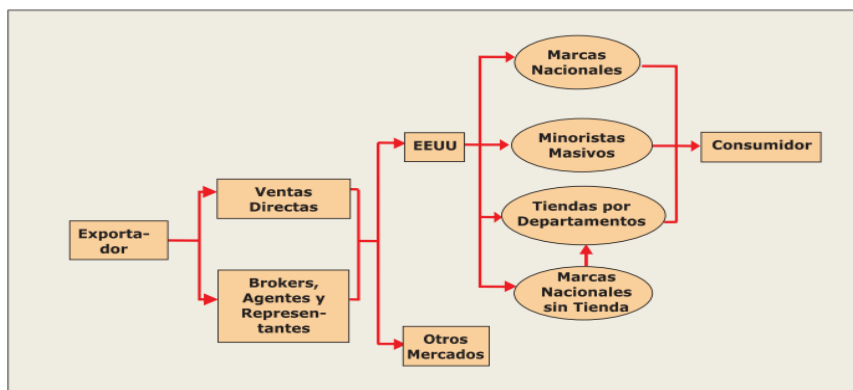 Marcas
Nacionales
EEUU
Minoristas
Masivos
Consumidor
Ventas
Directas
Tiendas por
Departamentos
Exporta-
dor
Brokers,
Agentes y
Represen-
tantes
Marcas
Nacionales
sin Tienda
Otros
Mercados